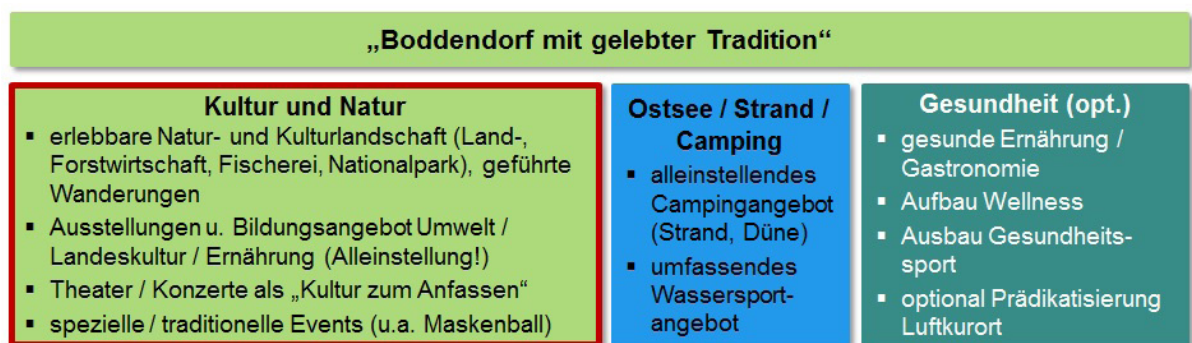 „Boddendorf mit gelebter Tradition“
Kultur und Natur
▪ erlebbare Natur- und Kulturlandschaft (Land-,
Forstwirtschaft, Fischerei, Nationalpark), geführte
Wanderungen
▪ Ausstellungen u. Bildungsangebot Umwelt /
Landeskultur / Ernährung (Alleinstellung!)
▪ Theater / Konzerte als „Kultur zum Anfassen“
▪ spezielle / traditionelle Events (u.a. Maskenball)
Ostsee / Strand /
Camping
▪ alleinstellendes
Campingangebot
(Strand, Düne)
▪ umfassendes
Wassersport-
angebot
Gesundheit (opt.)
▪ gesunde Ernährung /
Gastronomie
▪ Aufbau Wellness
▪ Ausbau Gesundheits-
sport
▪ optional Prädikatisierung
Luftkurort